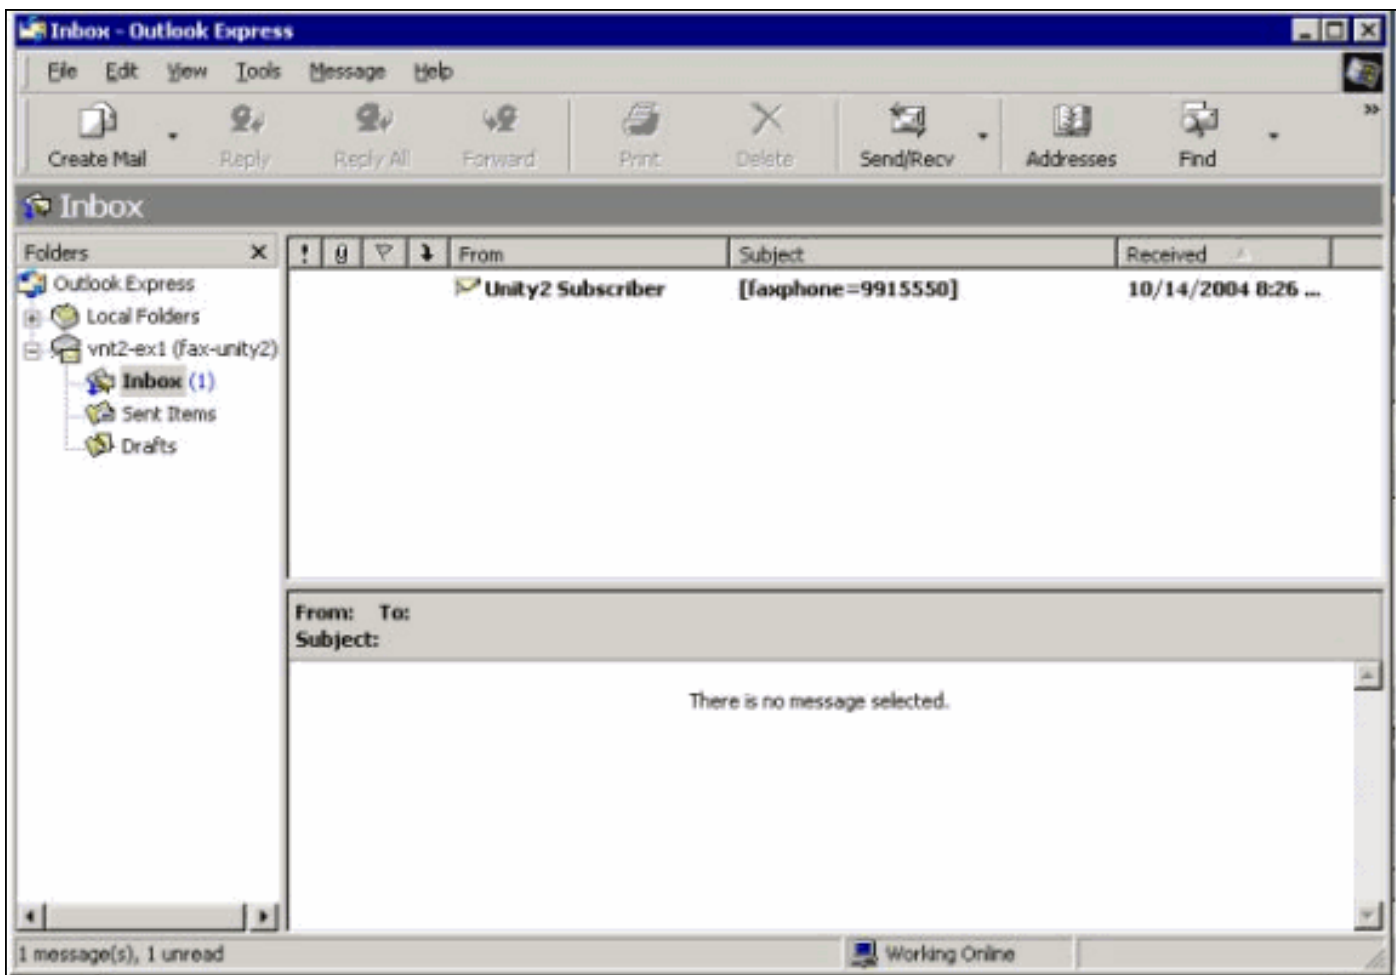 Inbox - Outlook Express
File Edit View Tools Message Help
Create Mail Reply Reply All Forward Print Delete Send/Recv Addresses Find »
Inbox
Folders × ! From Subject Received
Outlook Express
Unity2 Subscriber [faxphone=9915550] 10/14/2004 8:26 ...
Local Folders
vnt2-ex1 (fax-unity2)
Inbox (1)
Sent Items
Drafts
From: To:
Subject:
There is no message selected.
1 message(s), 1 unread Working Online